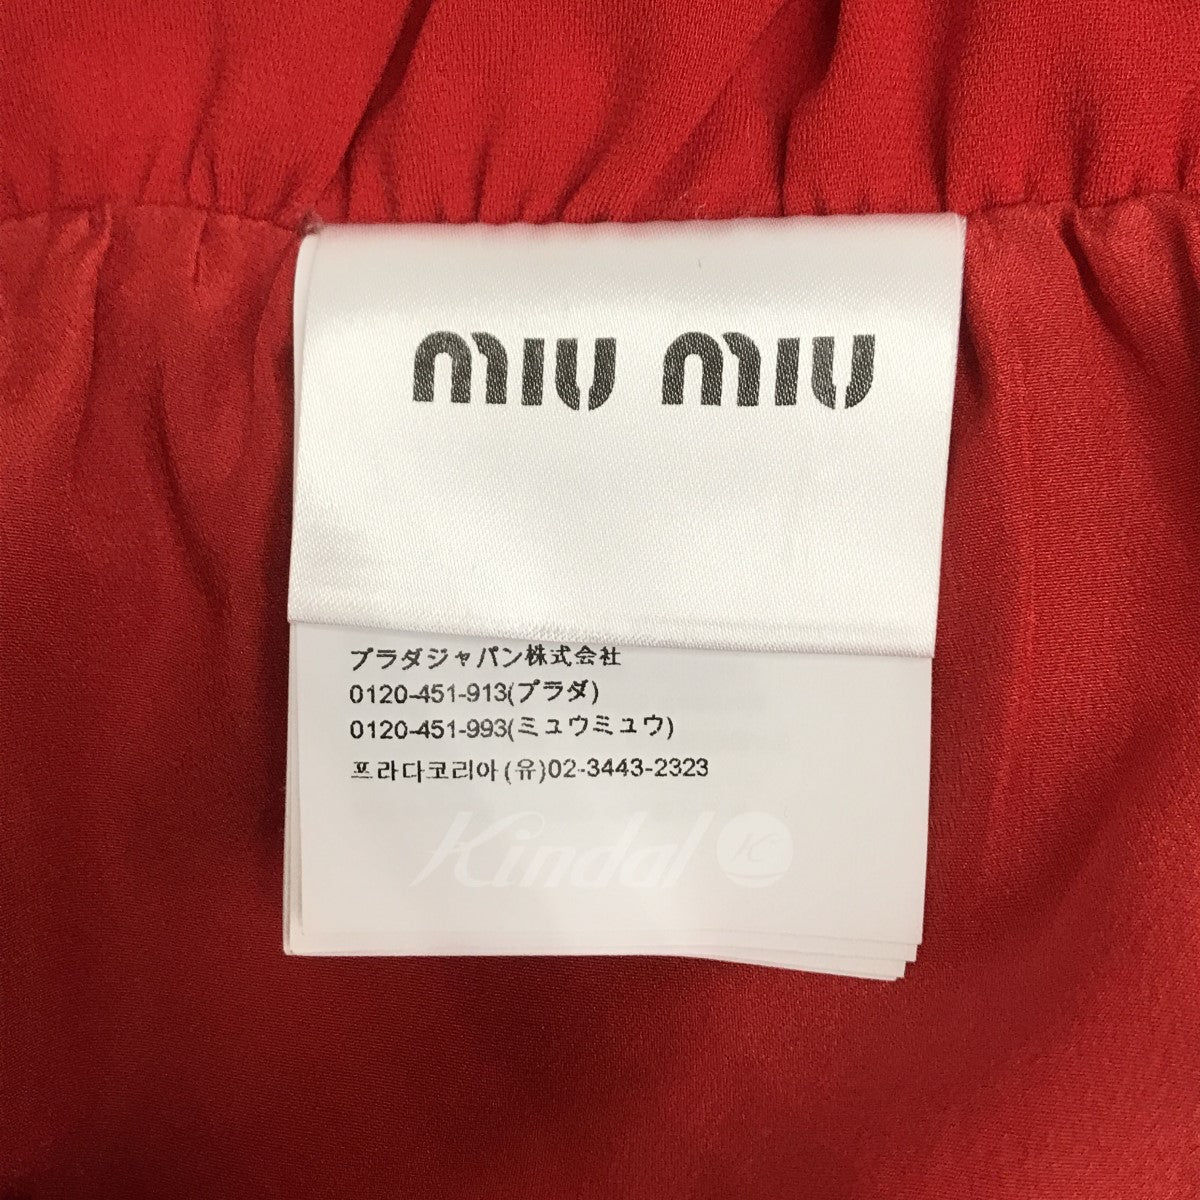 miu miu
プラダジャパン株式会社
0120-451-913(プラダ)
0120-451-993(ミュウミュウ)
프라다코리아(유)02-3443-2323
Kindal K